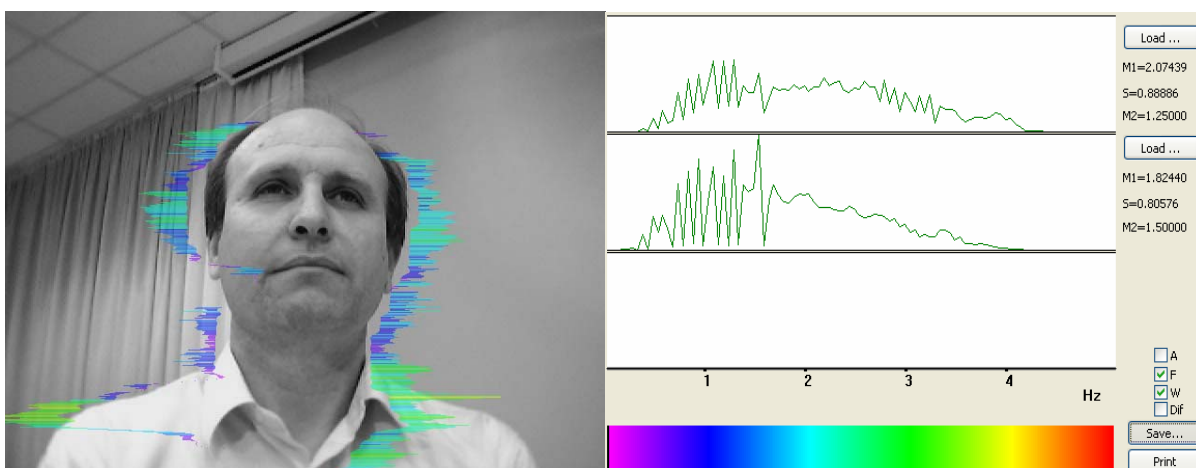 Load ...
M1=2.07439
S=0.88886
M2=1.25000
Load ...
M1=1.82440
S=0.80576
M2=1.50000
1 2 3 4
Hz
A
F
W
Dif
Save...
Print